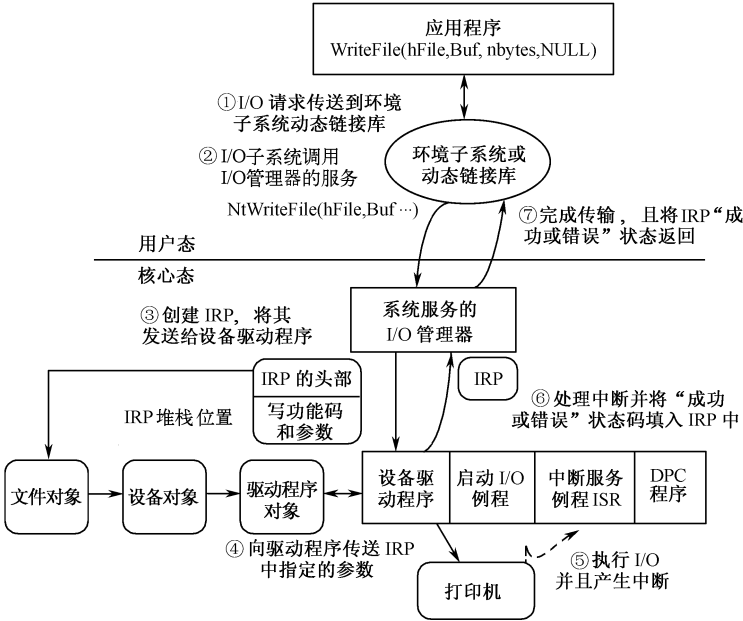 应用程序
WriteFile(hFile,Buf, nbytes,NULL)
①I/O 请求传送到环境
子系统动态链接库
②I/O子系统调用
I/O管理器的服务
环境子系统或
动态链接库
NtWriteFile(hFile,Buf ···)
⑦完成传输，且将IRP“成
功或错误”状态返回
用户态
核心态
③创建 IRP，将其
发送给设备驱动程序
系统服务的
I/O 管理器
IRP 的头部
写功能码
和参数
IRP
IRP 堆栈位置
⑥处理中断并将“成功
或错误”状态码填入 IRP 中
文件对象
设备对象
驱动程序
对象
设备驱
动程序
启动 I/O
例程
中断服务
例程 ISR
DPC
程序
④向驱动程序传送 IRP
中指定的参数
打印机
⑤执行 I/O
并且产生中断